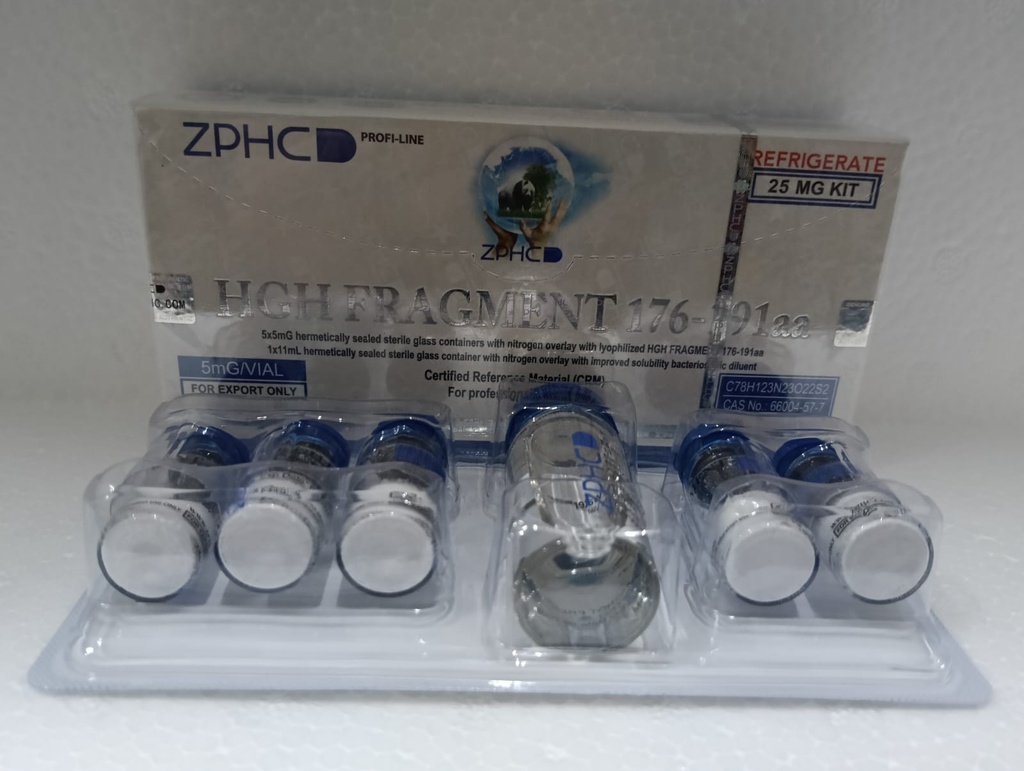 ZPHC PROFI-LINE
REFRIGERATE
25 MG KIT
ZPHC
HGH FRAGMENT 176-191aa
5x5mG hermetically sealed sterile glass containers with nitrogen overlay with lyophilized HGH FRAGMENT 176-191aa
1x11mL hermetically sealed sterile glass container with nitrogen overlay with improved solubility diluent
5mG/VIAL
FOR EXPORT ONLY
Certified Reference Material (CRM)
For
C78H123N23O22S2
CAS No : 66004-57-7
ZPHC